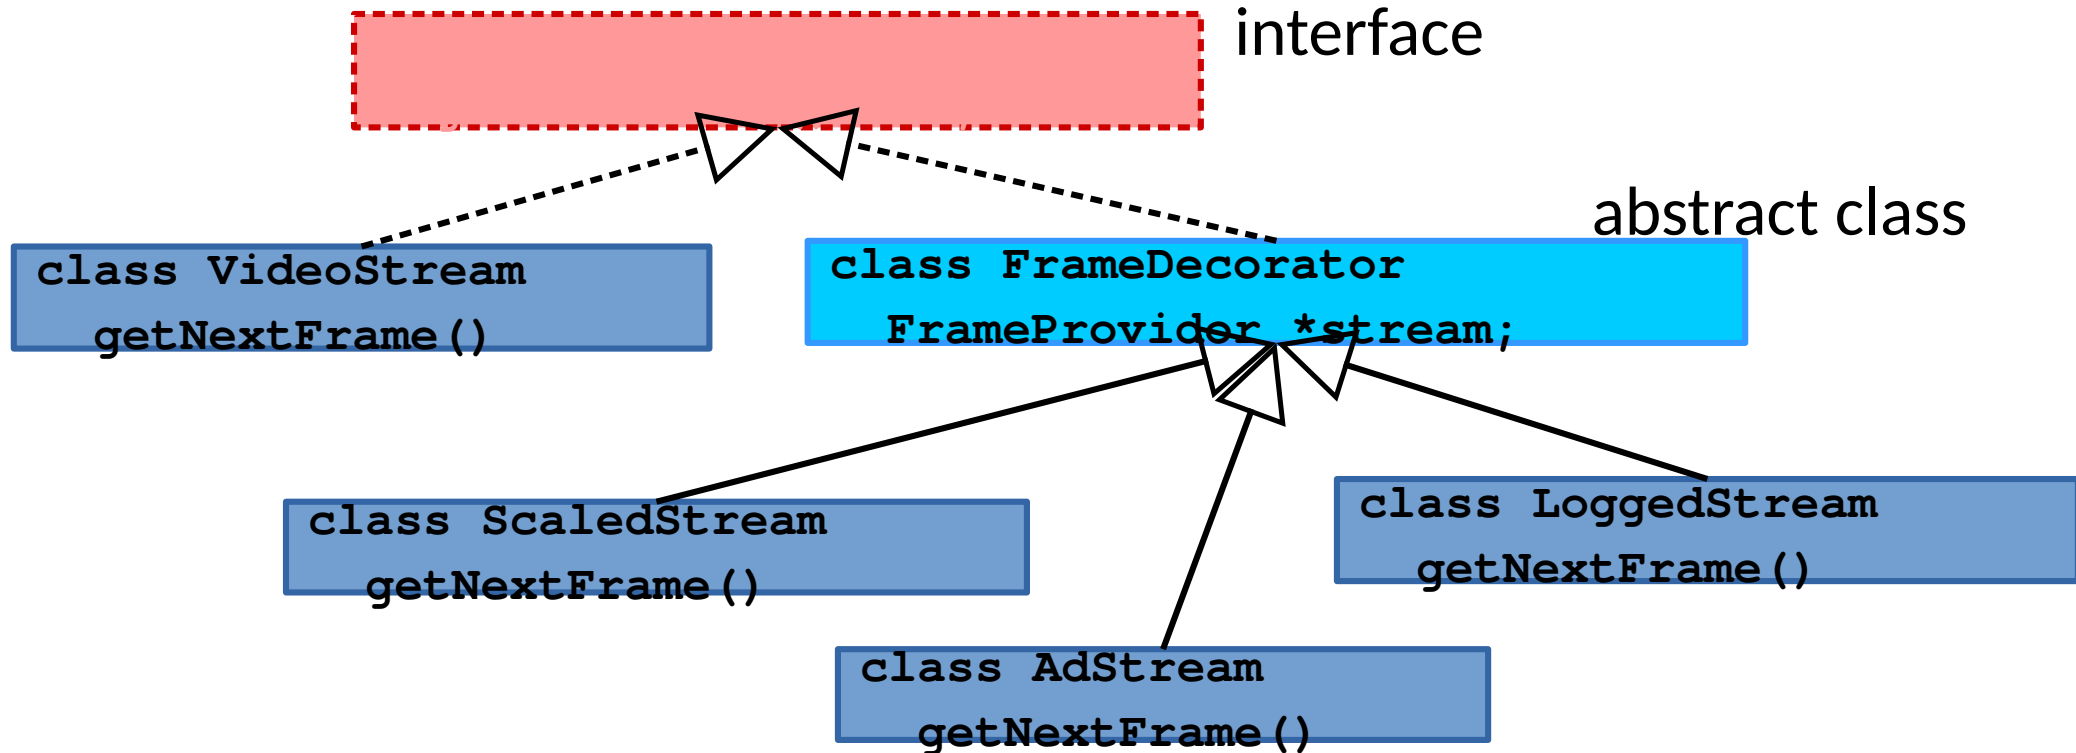 interface
abstract class
class VideoStream
getNextFrame()
class FrameDecorator
FrameProvider *stream;
class ScaledStream
getNextFrame()
class LoggedStream
getNextFrame()
class AdStream
getNextFrame()